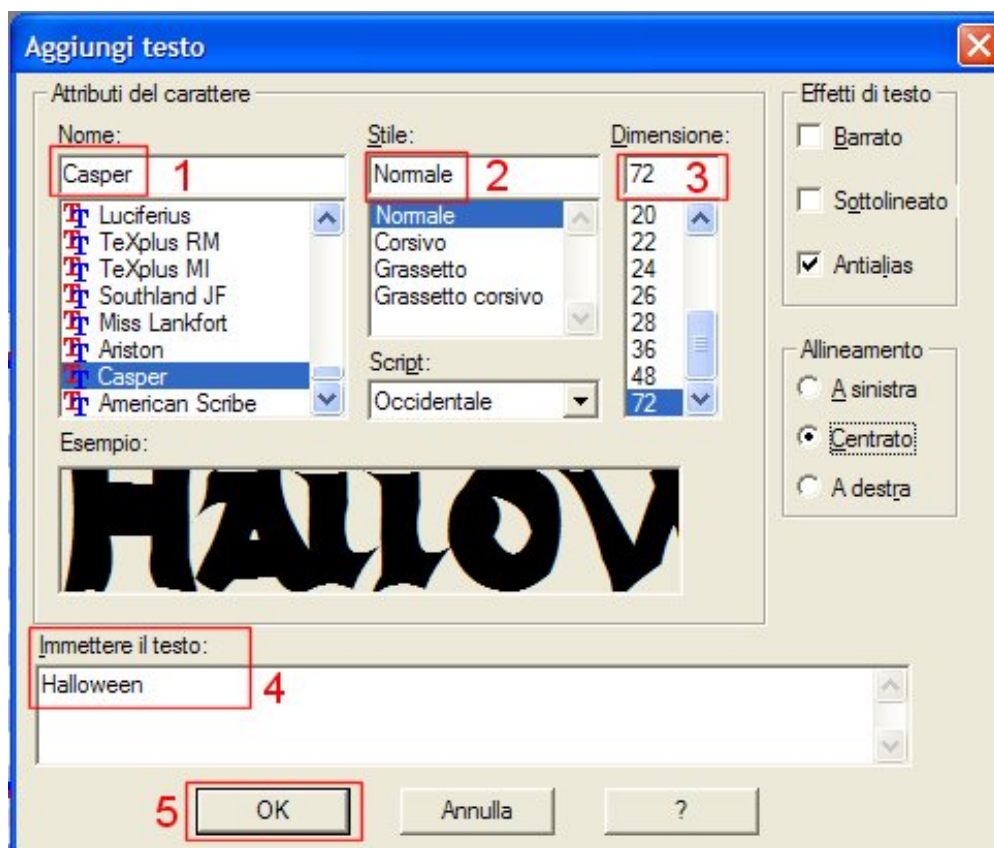 Aggiungi testo
Attributi del carattere
Nome:
Casper
1
Luciferius
TeXplus RM
TeXplus MI
Southland JF
Miss Lankfort
Ariston
Casper
American Scribe
Stile:
Normale
2
Normale
Corsivo
Grassetto
Grassetto corsivo
Script:
Occidentale
Dimensione:
72
3
20
22
24
26
28
36
48
72
Effetti di testo
Barrato
Sottolineato
Antialias
Allineamento
A sinistra
Centrato
A destra
Esempio:
HALLOW
Immettere il testo:
Halloween
4
5
OK
Annulla
?